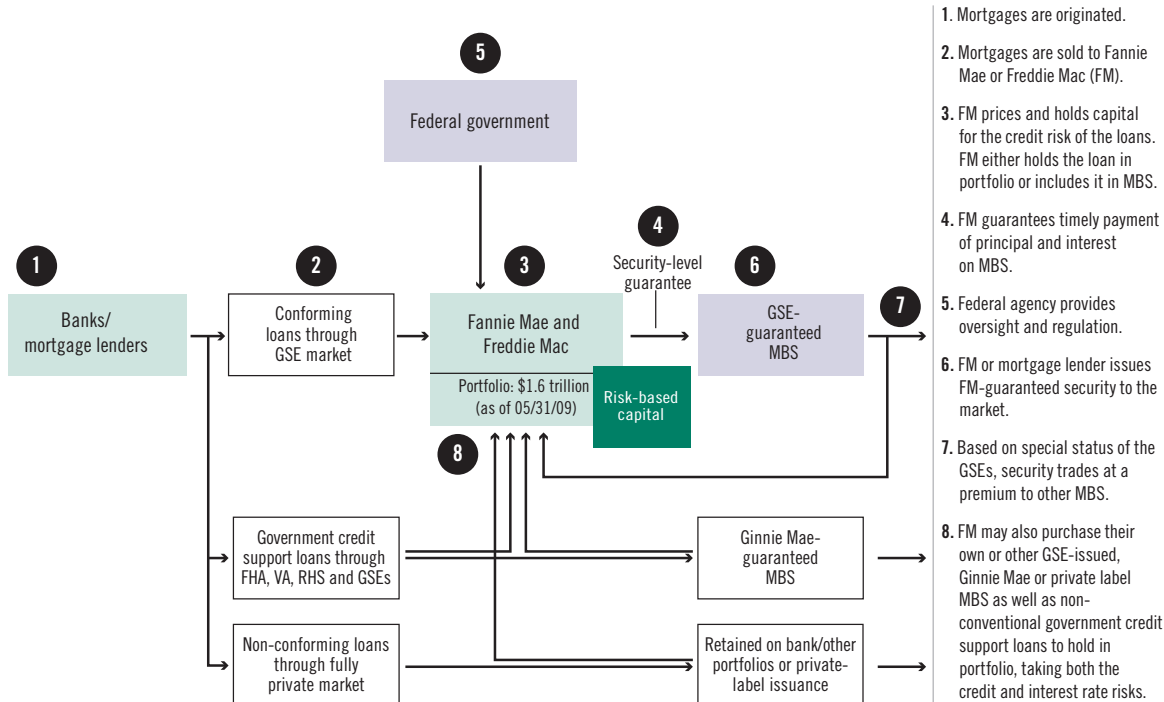 5
Federal government
1
Banks/
mortgage lenders
2
Conforming
loans through
GSE market
3
Fannie Mae and
Freddie Mac
Portfolio: $1.6 trillion
(as of 05/31/09)
Risk-based
capital
4
Security-level
guarantee
6
GSE-
guaranteed
MBS
7
8
Government credit
support loans through
FHA, VA, RHS and GSEs
Ginnie Mae-
guaranteed
MBS
Non-conforming loans
through fully
private market
Retained on bank/other
portfolios or private-
label issuance
1. Mortgages are originated.
2. Mortgages are sold to Fannie
Mae or Freddie Mac (FM).
3. FM prices and holds capital
for the credit risk of the loans.
FM either holds the loan in
portfolio or includes it in MBS.
4. FM guarantees timely payment
of principal and interest
on MBS.
5. Federal agency provides
oversight and regulation.
6. FM or mortgage lender issues
FM-guaranteed security to the
market.
7. Based on special status of the
GSEs, security trades at a
premium to other MBS.
8. FM may also purchase their
own or other GSE-issued,
Ginnie Mae or private label
MBS as well as non-
conventional government credit
support loans to hold in
portfolio, taking both the
credit and interest rate risks.